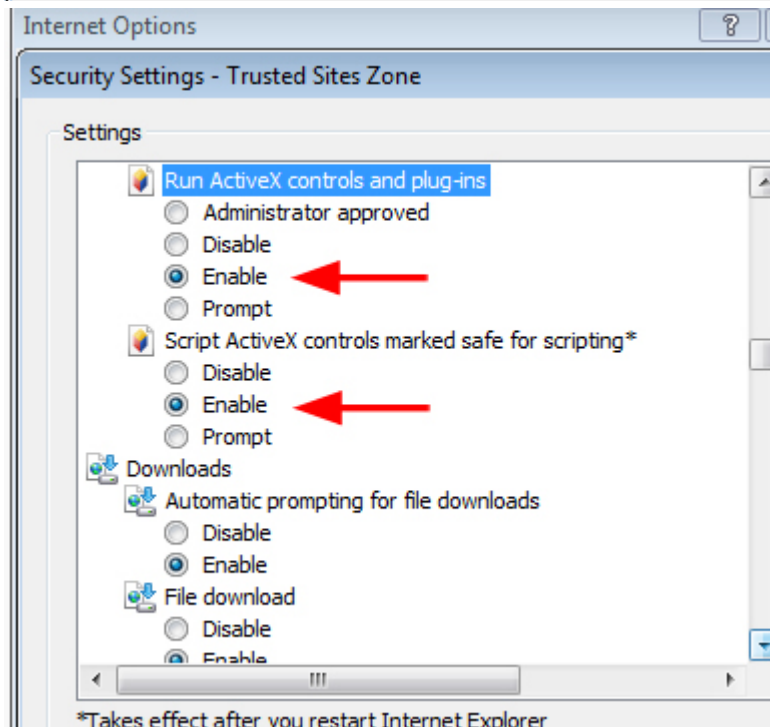 Internet Options
Security Settings - Trusted Sites Zone
Settings
Run ActiveX controls and plug-ins
Administrator approved
Disable
Enable
Prompt
Script ActiveX controls marked safe for scripting*
Disable
Enable
Prompt
Downloads
Automatic prompting for file downloads
Disable
Enable
File download
Disable
Enable
*Takes effect after you restart Internet Explorer